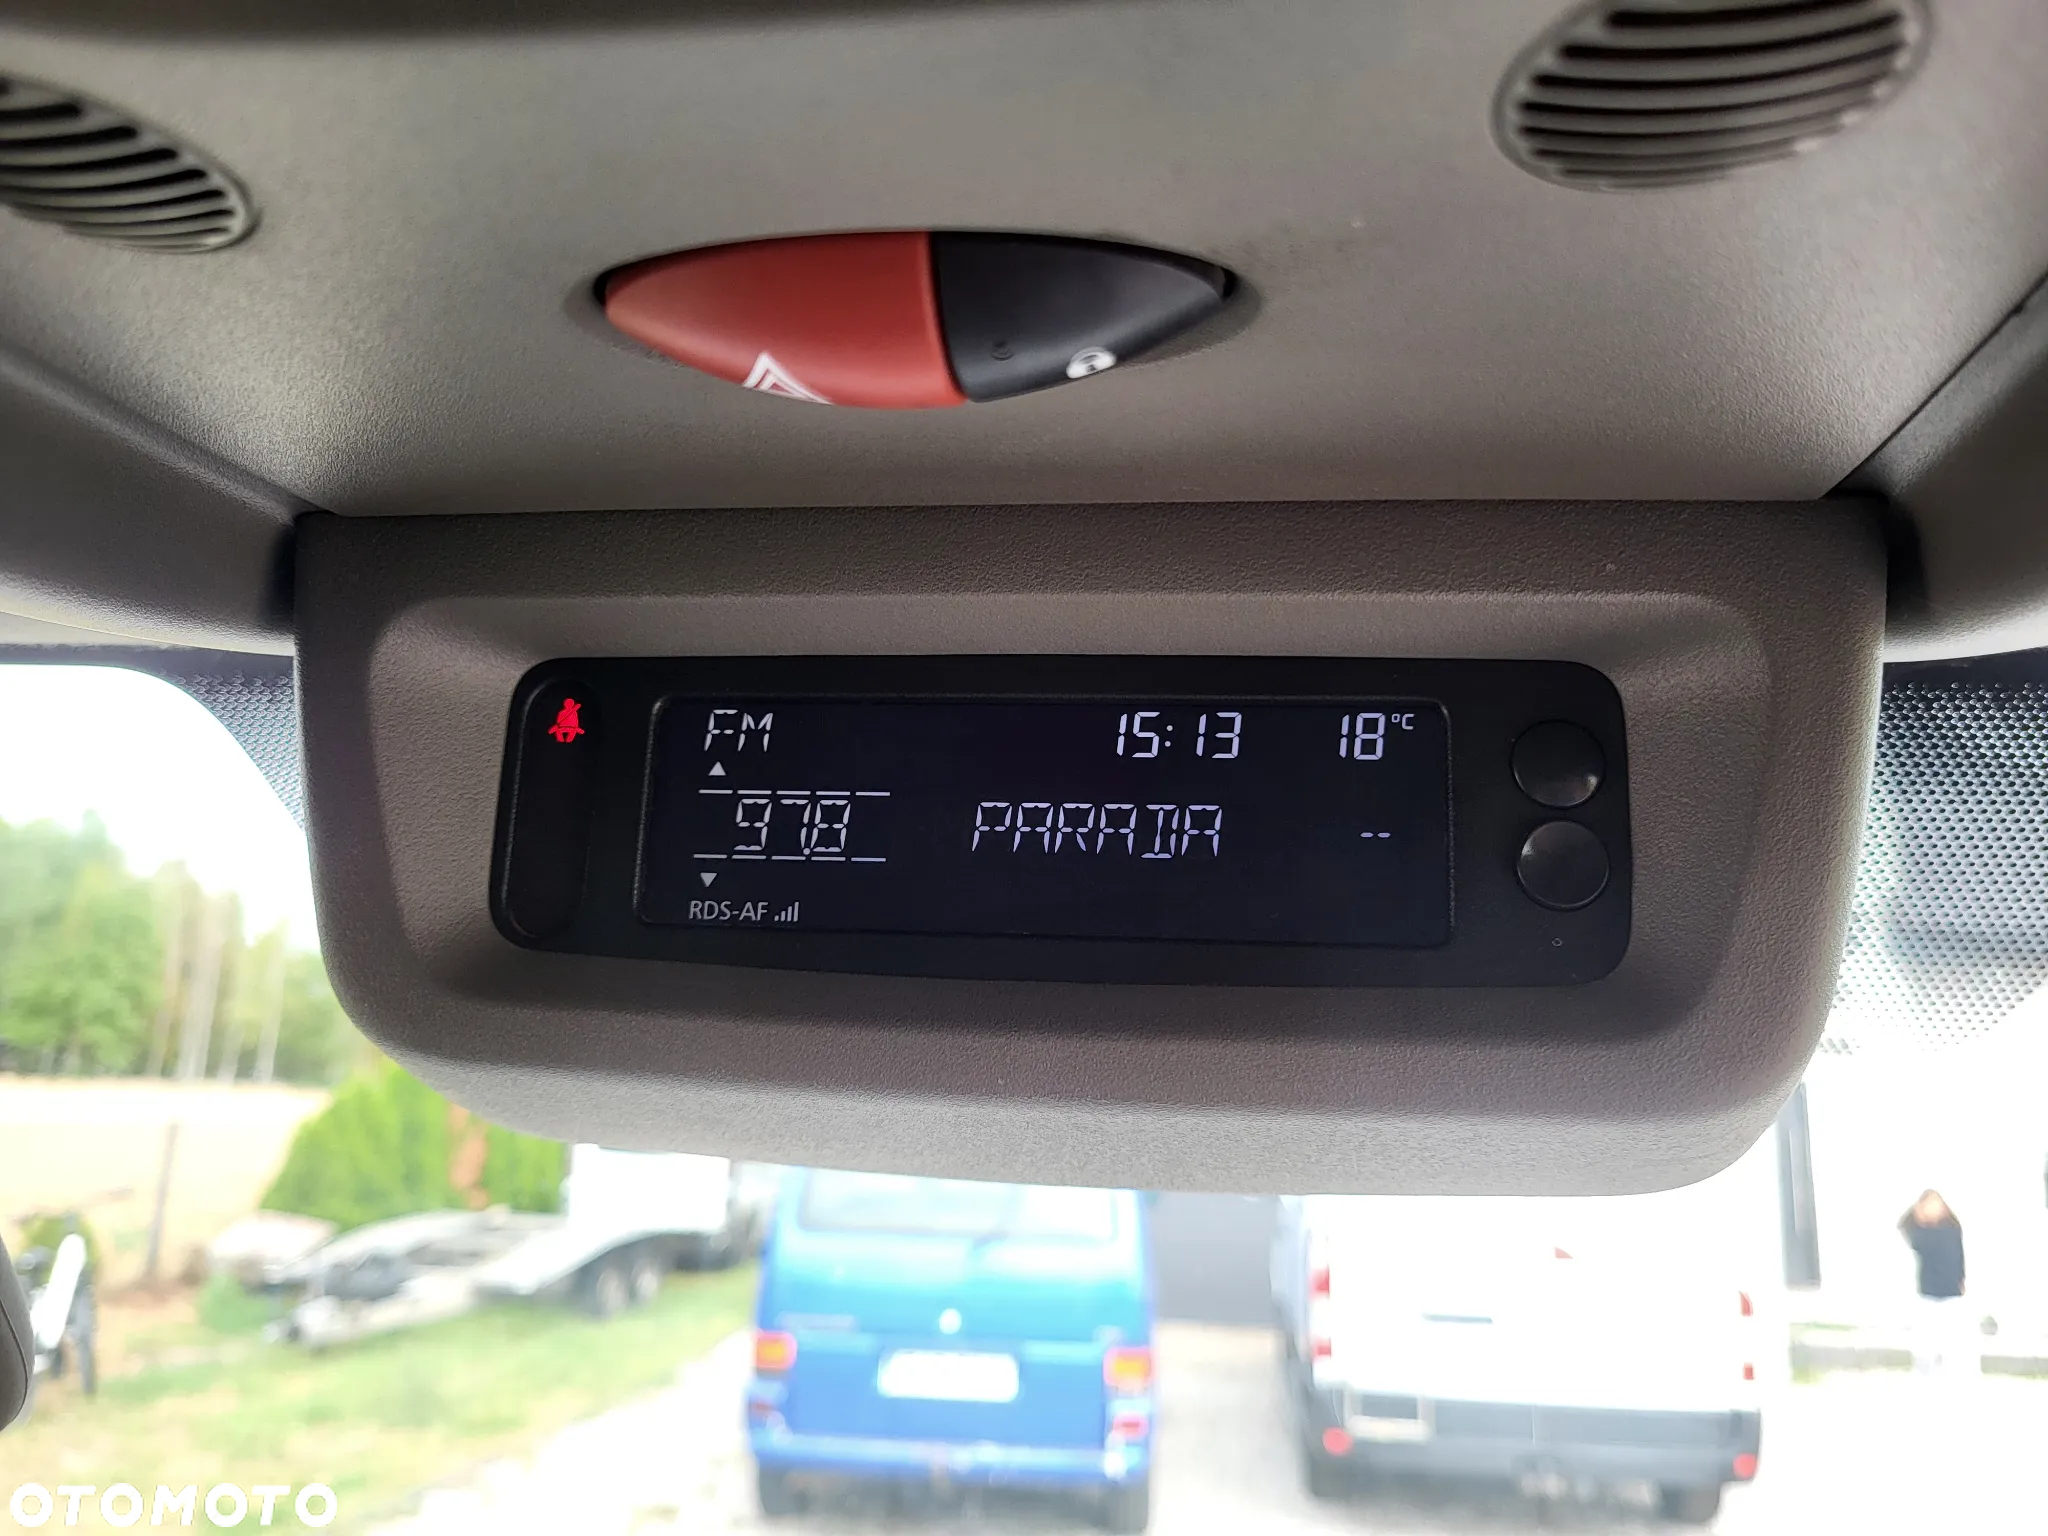 FM 15:13 18°C
97.8 PARADA --
RDS-AF
OTOMOTO